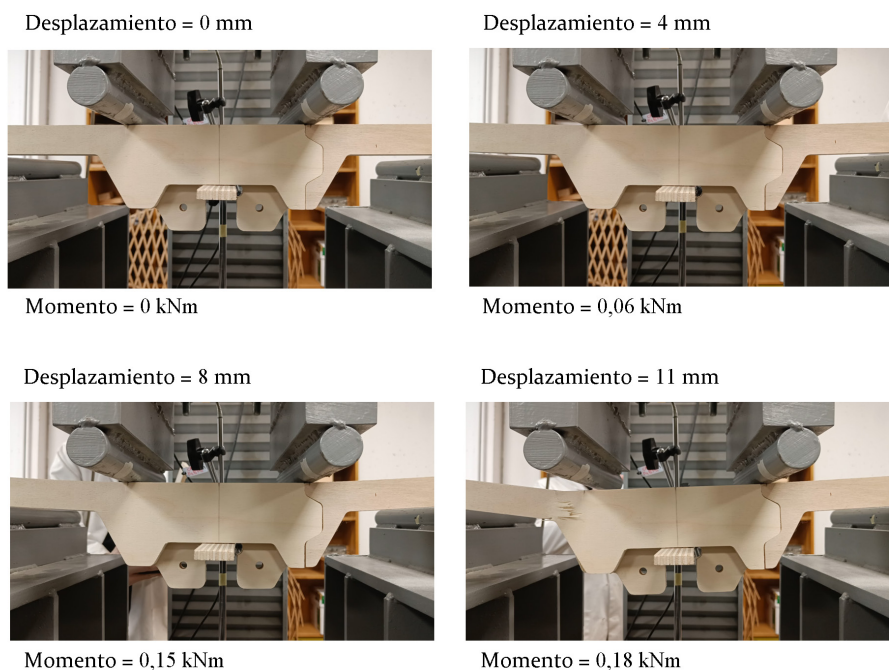 Desplazamiento = 0 mm
Desplazamiento = 4 mm
Momento = 0 kNm
Momento = 0,06 kNm
Desplazamiento = 8 mm
Desplazamiento = 11 mm
Momento = 0,15 kNm
Momento = 0,18 kNm